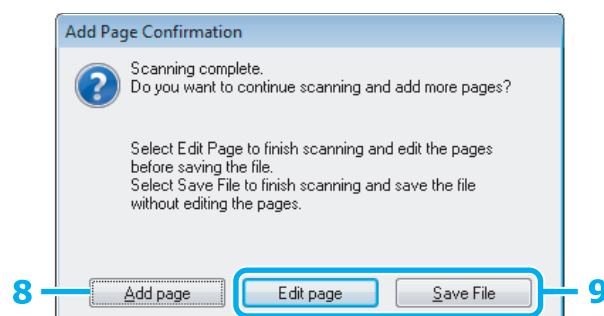 Add Page Confirmation
Scanning complete.
Do you want to continue scanning and add more pages?
Select Edit Page to finish scanning and edit the pages
before saving the file.
Select Save File to finish scanning and save the file
without editing the pages.
8 Add page Edit page Save File 9